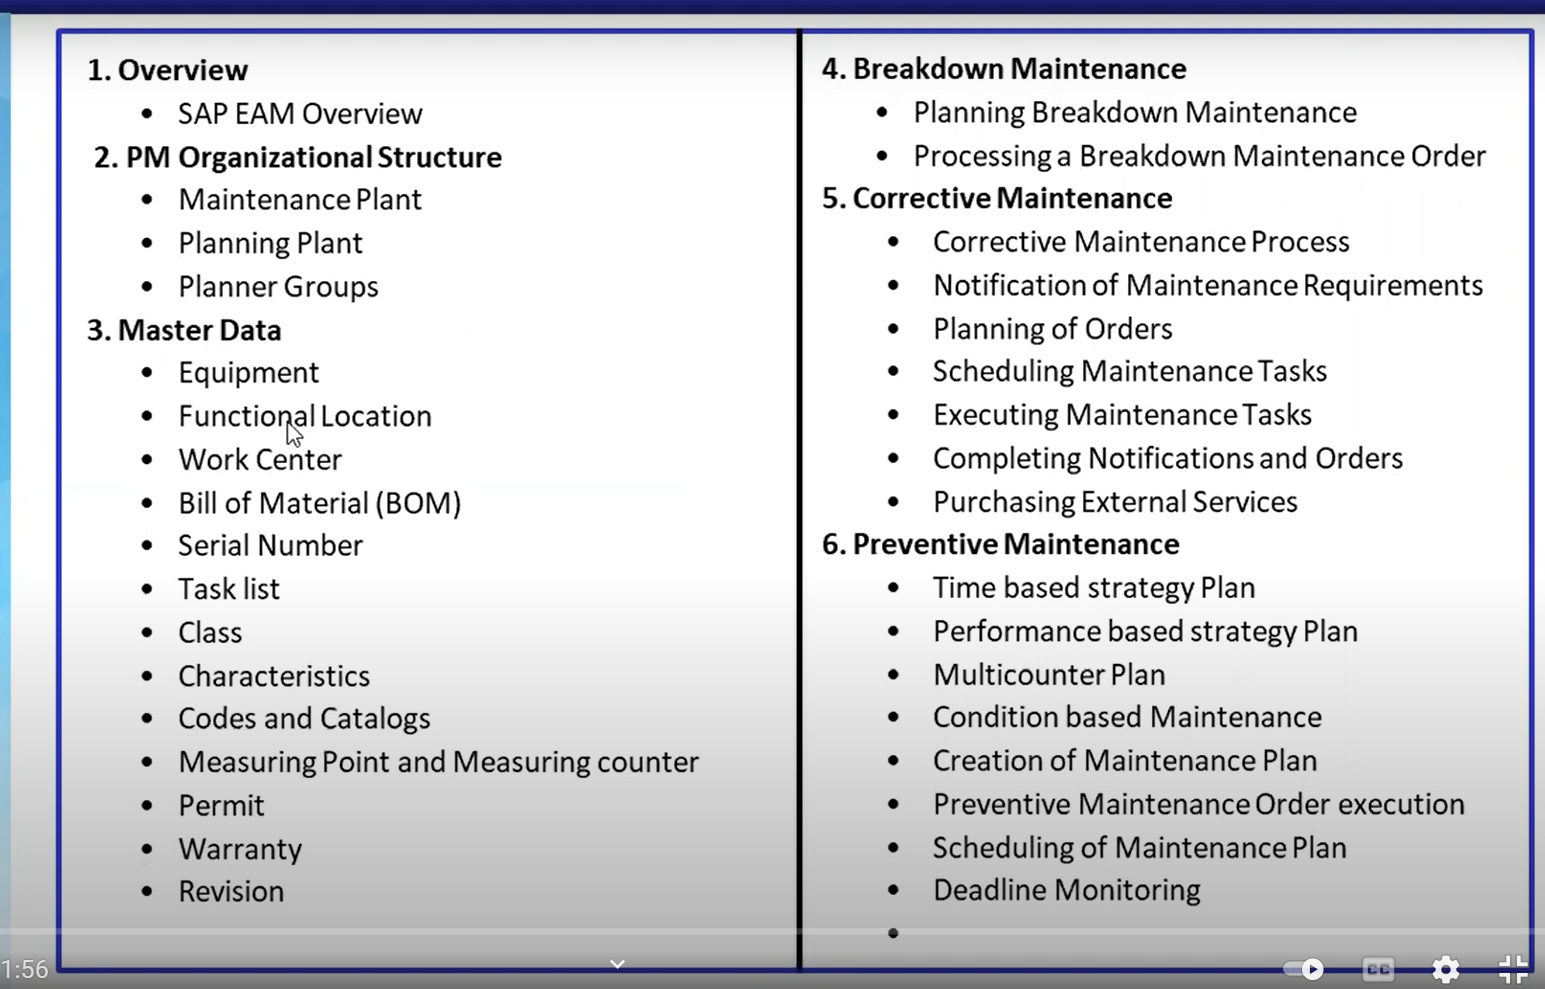 1. Overview
• SAP EAM Overview
2. PM Organizational Structure
• Maintenance Plant
• Planning Plant
• Planner Groups
3. Master Data
• Equipment
• Functional Location
• Work Center
• Bill of Material (BOM)
• Serial Number
• Task list
• Class
• Characteristics
• Codes and Catalogs
• Measuring Point and Measuring counter
• Permit
• Warranty
• Revision
4. Breakdown Maintenance
• Planning Breakdown Maintenance
• Processing a Breakdown Maintenance Order
5. Corrective Maintenance
• Corrective Maintenance Process
• Notification of Maintenance Requirements
• Planning of Orders
• Scheduling Maintenance Tasks
• Executing Maintenance Tasks
• Completing Notifications and Orders
• Purchasing External Services
6. Preventive Maintenance
• Time based strategy Plan
• Performance based strategy Plan
• Multicounter Plan
• Condition based Maintenance
• Creation of Maintenance Plan
• Preventive Maintenance Order execution
• Scheduling of Maintenance Plan
• Deadline Monitoring
•
1:56
CC